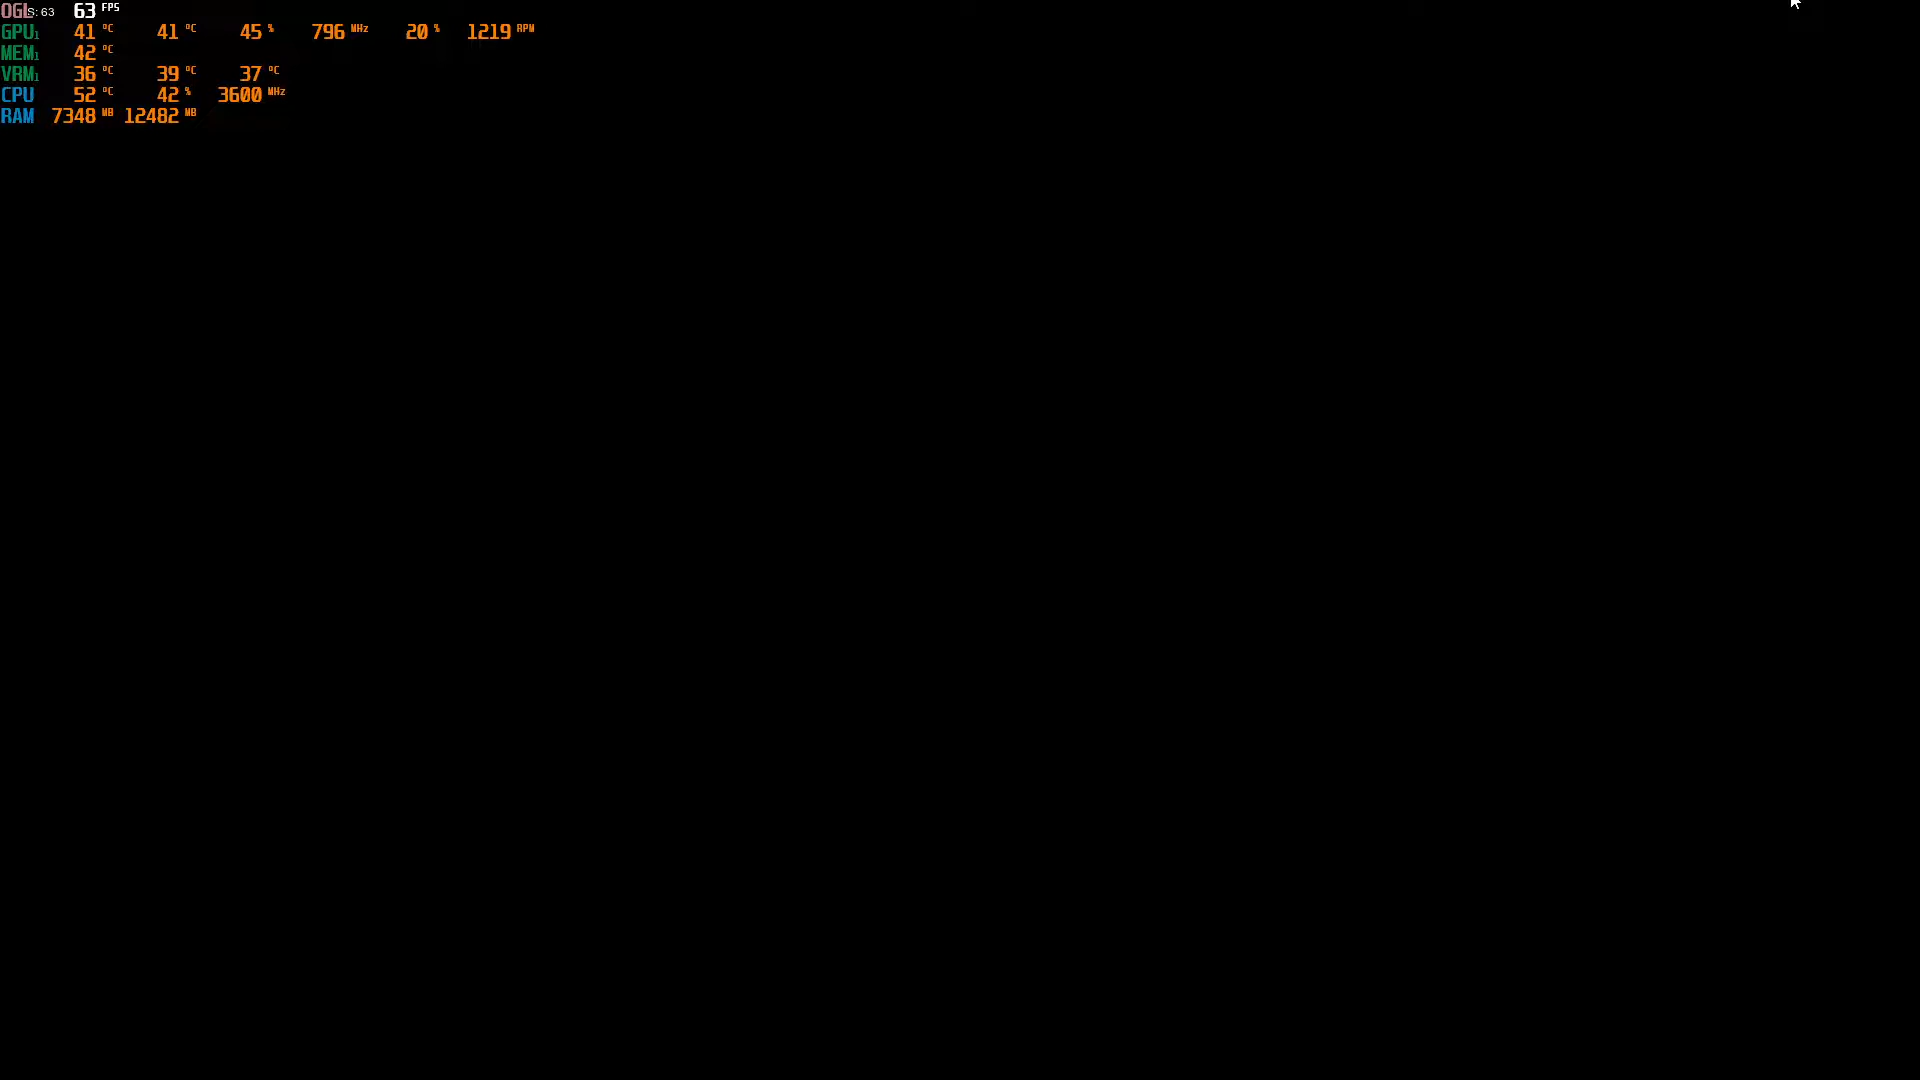 OGL S: 63 63 FPS
GPU1 41 °C 41 °C 45 % 796 MHz 20 % 1219 RPM
MEM1 42 °C
VRM1 36 °C 39 °C 37 °C
CPU 52 °C 42 % 3600 MHz
RAM 7348 MB 12482 MB